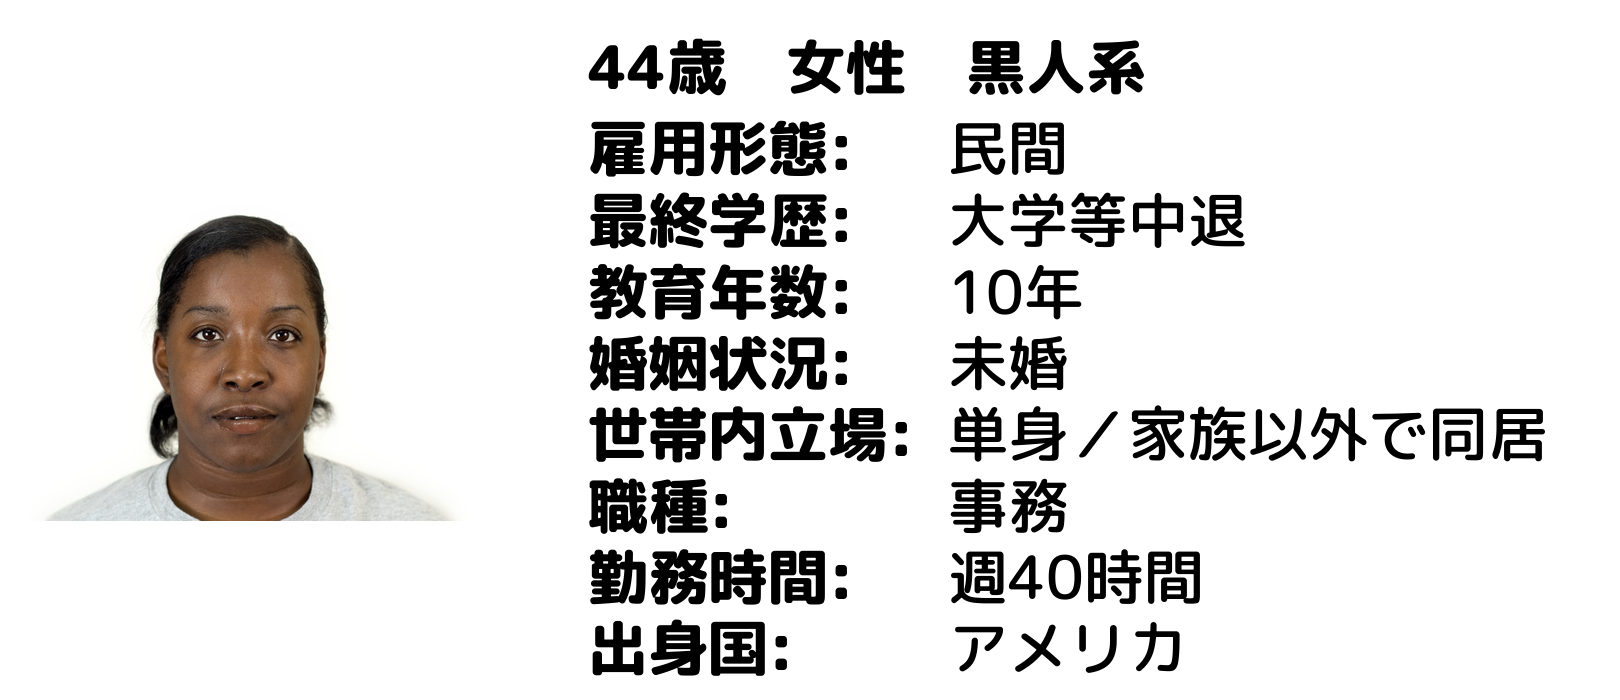 44歳　女性　黒人系
雇用形態:　民間
最終学歴:　大学等中退
教育年数:　10年
婚姻状況:　未婚
世帯内立場:　単身／家族以外で同居
職種:　事務
勤務時間:　週40時間
出身国:　アメリカ